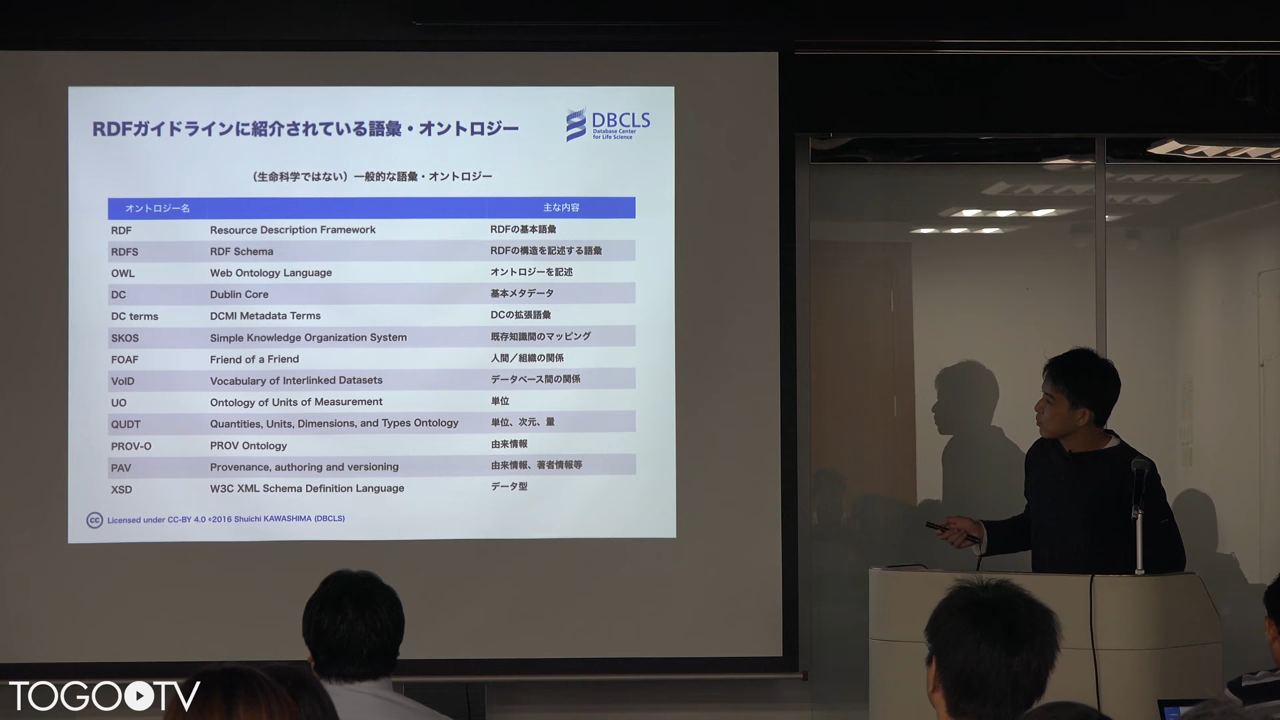 RDFガイドラインに紹介されている語彙・オントロジー
DBCLS
Database Center
for Life Science
（生命科学ではない）一般的な語彙・オントロジー
オントロジー名 主な内容
RDF Resource Description Framework RDFの基本語彙
RDFS RDF Schema RDFの構造を記述する語彙
OWL Web Ontology Language オントロジーを記述
DC Dublin Core 基本メタデータ
DC terms DCMI Metadata Terms DCの拡張語彙
SKOS Simple Knowledge Organization System 既存知識間のマッピング
FOAF Friend of a Friend 人間／組織の関係
VoID Vocabulary of Interlinked Datasets データベース間の関係
UO Ontology of Units of Measurement 単位
QUDT Quantities, Units, Dimensions, and Types Ontology 単位、次元、量
PROV-O PROV Ontology 由来情報
PAV Provenance, authoring and versioning 由来情報、著者情報等
XSD W3C XML Schema Definition Language データ型
cc Licensed under CC-BY 4.0 ©2016 Shuichi KAWASHIMA (DBCLS)
TOGO TV